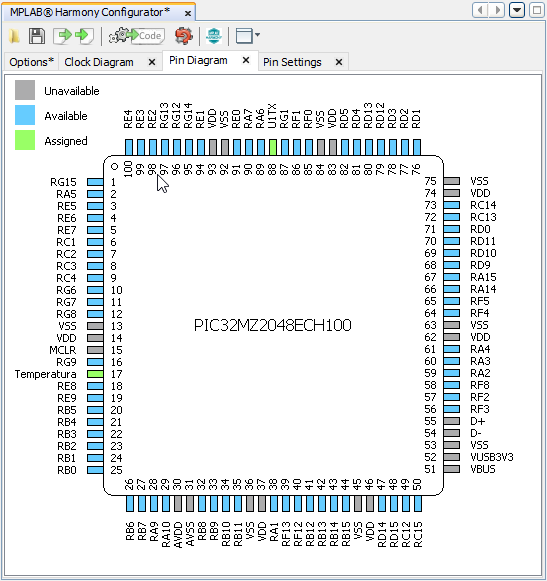 MPLAB® Harmony Configurator*
Code
Options* Clock Diagram Pin Diagram Pin Settings
Unavailable
Available
Assigned
RE4 RE3 RE2 RG13 RG12 RG14 RE1 VDD VSS RE0 RA7 RA6 U1TX RG1 RF1 RF0 VSS VDD RD5 RD4 RD13 RD12 RD3 RD2 RD1
100 99 98 97 96 95 94 93 92 91 90 89 88 87 86 85 84 83 82 81 80 79 78 77 76
RG15 1 75 VSS
RA5 2 74 VDD
RE5 3 73 RC14
RE6 4 72 RC13
RE7 5 71 RD0
RC1 6 70 RD11
RC2 7 69 RD10
RC3 8 68 RD9
RC4 9 67 RA15
RG6 10 66 RA14
RG7 11 65 RF5
RG8 12 64 RF4
VSS 13 63 VSS
VDD 14 62 VDD
MCLR 15 61 RA4
RG9 16 60 RA3
Temperatura 17 59 RA2
RE8 18 58 RF8
RE9 19 57 RF2
RB5 20 56 RF3
RB4 21 55 D+
RB3 22 54 D-
RB2 23 53 VSS
RB1 24 52 VUSB3V3
RB0 25 51 VBUS
PIC32MZ2048ECH100
26 27 28 29 30 31 32 33 34 35 36 37 38 39 40 41 42 43 44 45 46 47 48 49 50
RB6 RB7 RA9 RA10 AVDD AVSS RB8 RB9 RB10 RB11 VSS VDD RA1 RF13 RF12 RB12 RB13 RB14 RB15 VSS VDD RD14 RD15 RC12 RC15